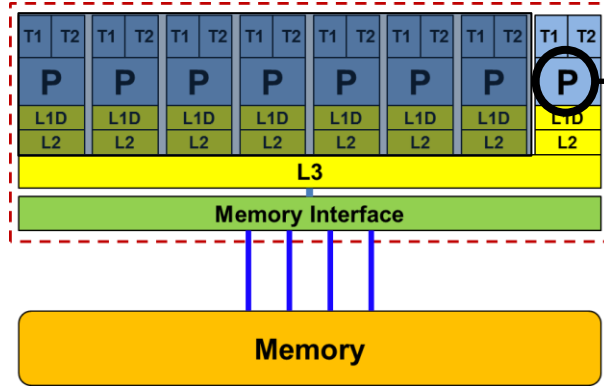 T1 T2 T1 T2 T1 T2 T1 T2 T1 T2 T1 T2 T1 T2 T1 T2
P P P P P P P P
L1D L1D L1D L1D L1D L1D L1D L1D
L2 L2 L2 L2 L2 L2 L2 L2
L3
Memory Interface
Memory